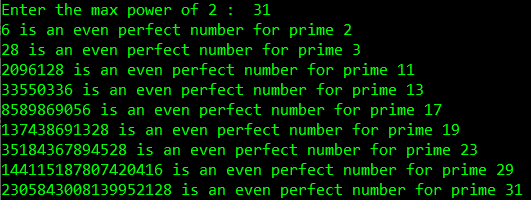 Enter the max power of 2 :  31
6 is an even perfect number for prime 2
28 is an even perfect number for prime 3
2096128 is an even perfect number for prime 11
33550336 is an even perfect number for prime 13
8589869056 is an even perfect number for prime 17
137438691328 is an even perfect number for prime 19
35184367894528 is an even perfect number for prime 23
144115187807420416 is an even perfect number for prime 29
2305843008139952128 is an even perfect number for prime 31